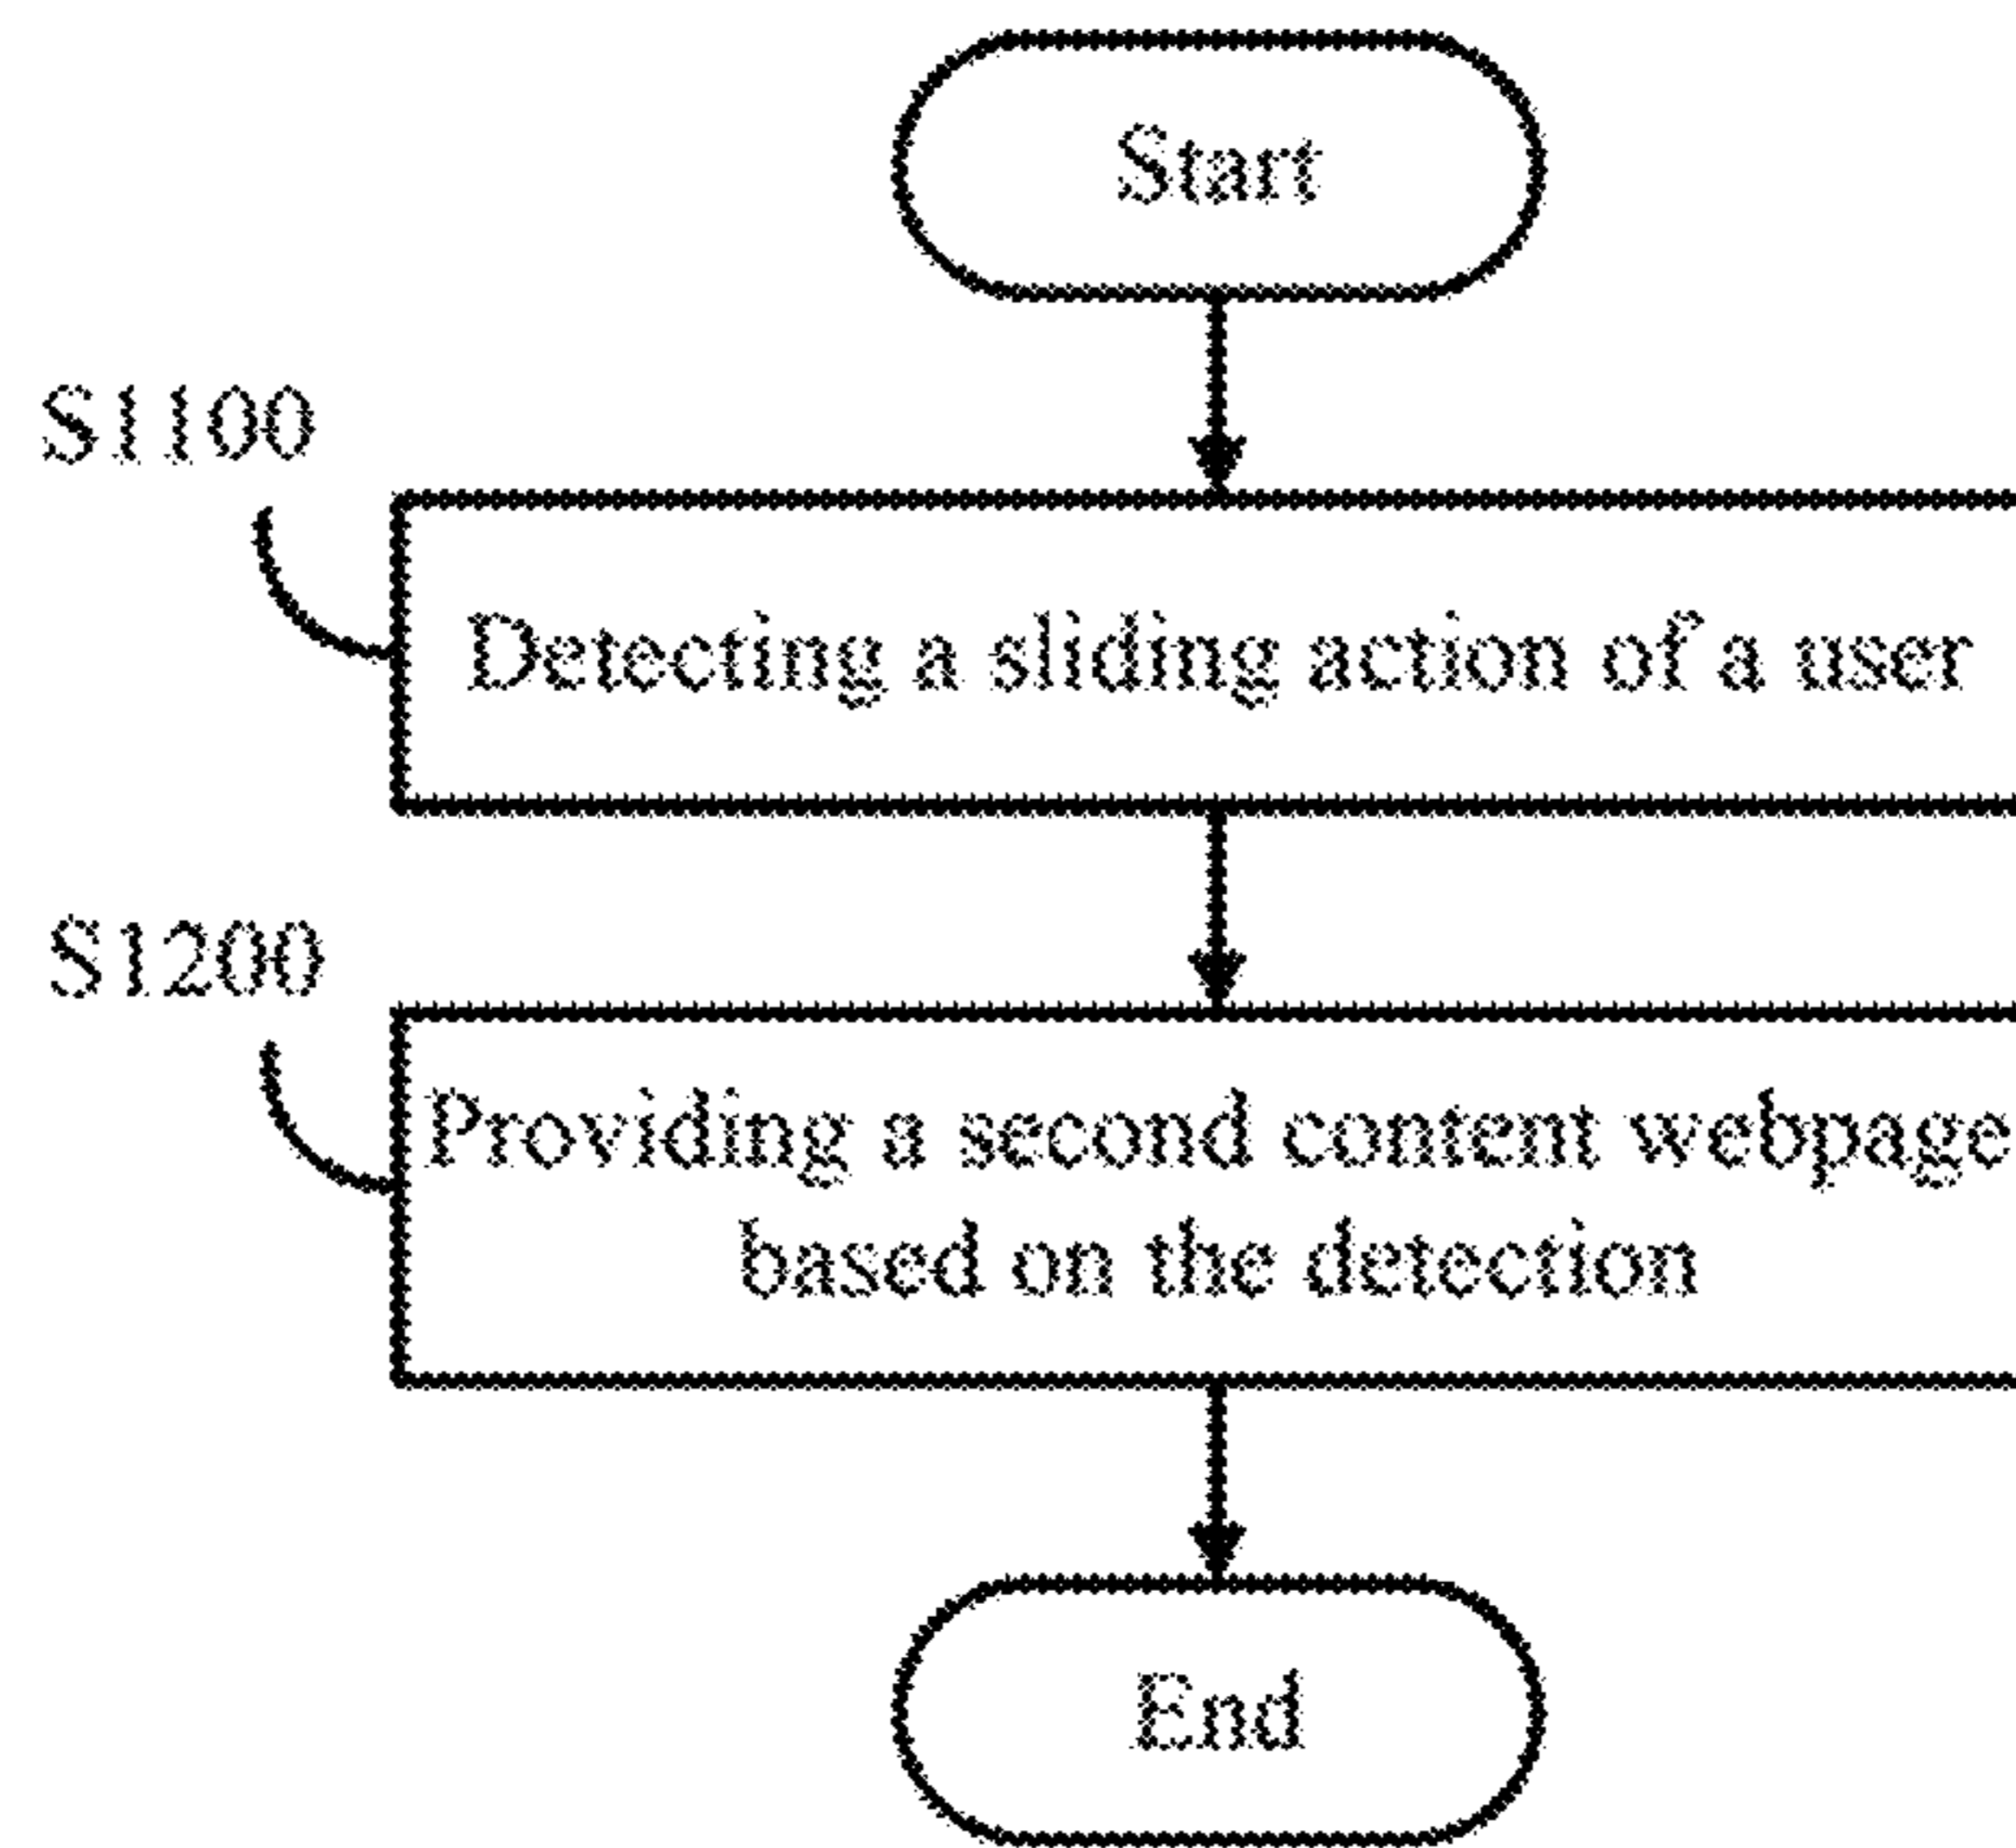 Start
S1100
Detecting a sliding action of a user
S1200
Providing a second content webpage
based on the detection
End